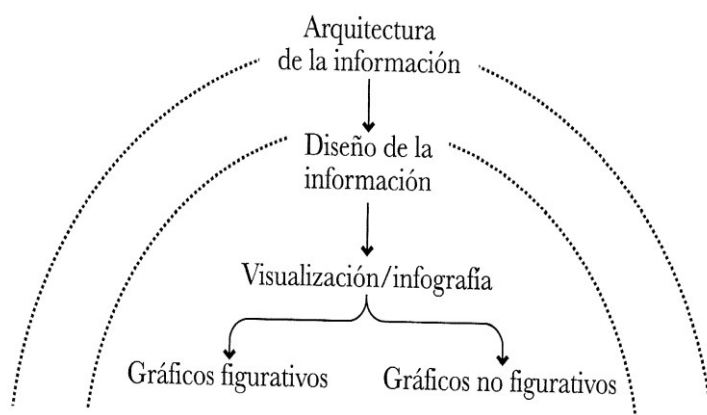 Arquitectura
de la información
Diseño de la
información
Visualización/infografía
Gráficos figurativos
Gráficos no figurativos